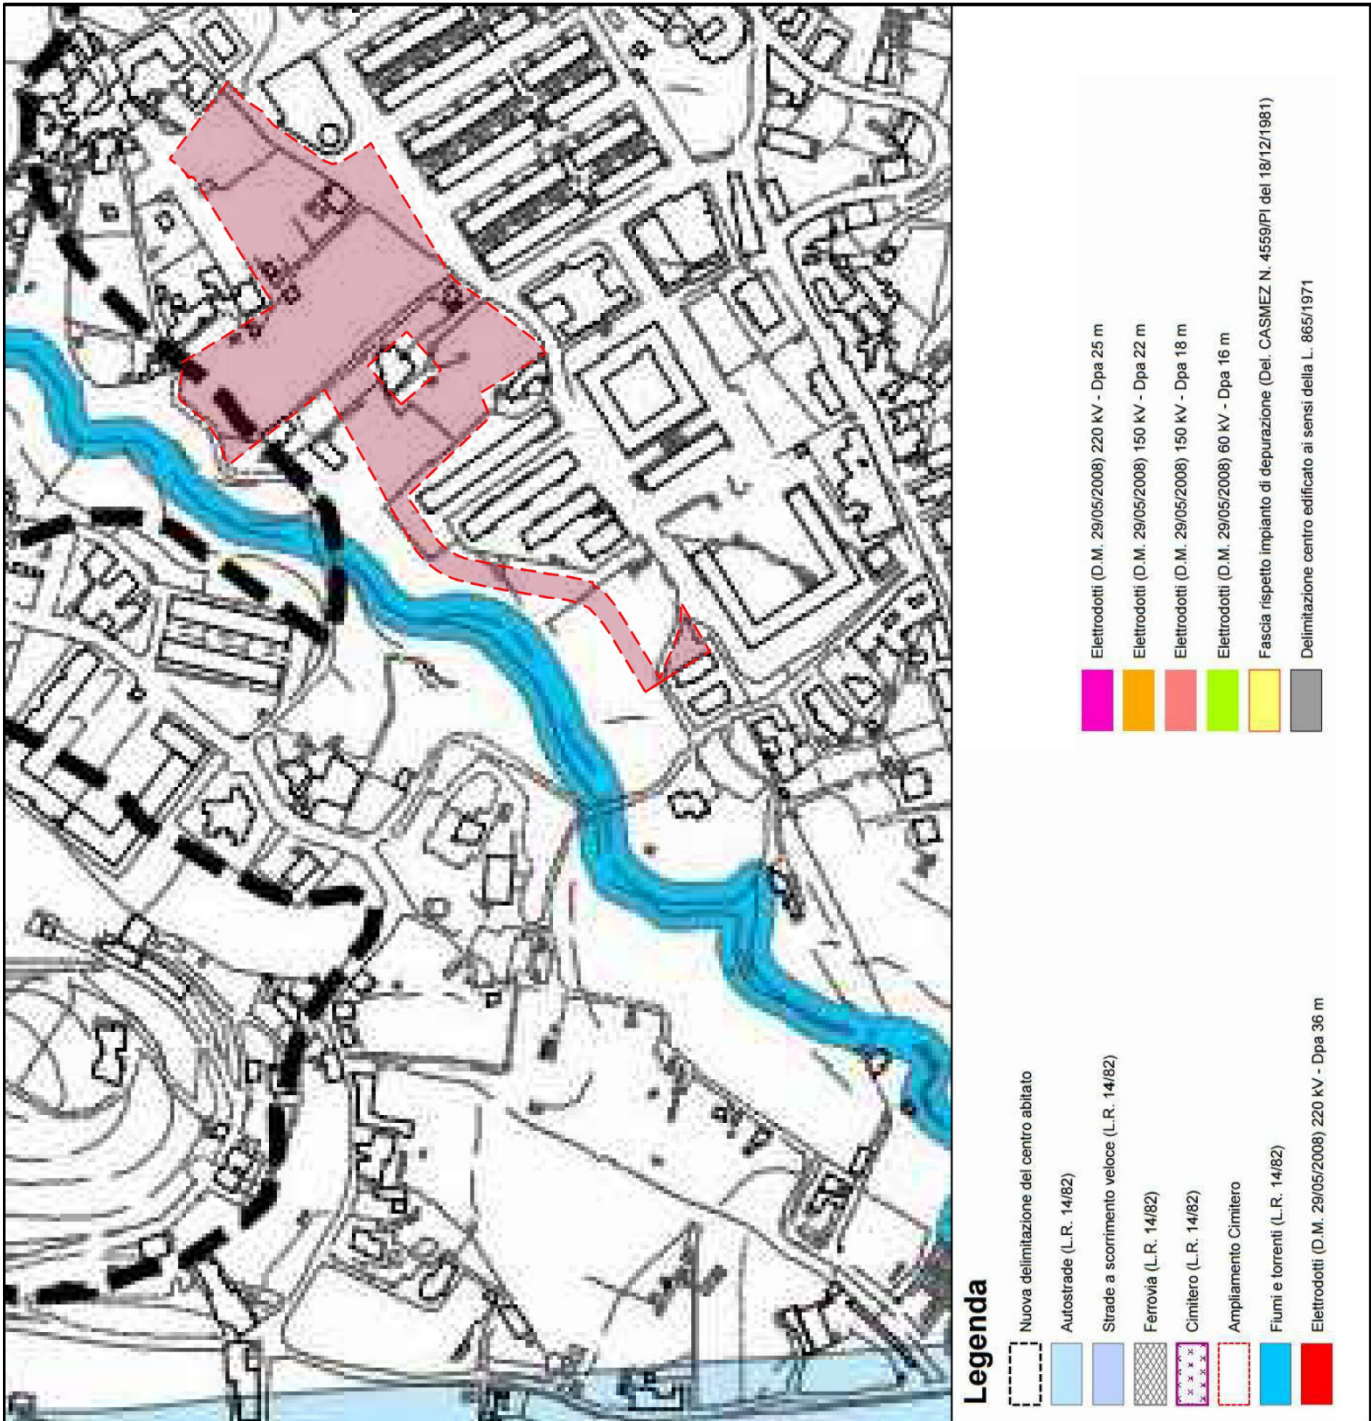 Legenda
Nuova delimitazione del centro abitato
Autostrade (L.R. 14/82)
Strade a scorrimento veloce (L.R. 14/82)
Ferrovia (L.R. 14/82)
Cimitero (L.R. 14/82)
Ampliamento Cimitero
Fiumi e torrenti (L.R. 14/82)
Elettrodotti (D.M. 29/05/2008) 220 kV - Dpa 36 m
Elettrodotti (D.M. 29/05/2008) 220 kV - Dpa 25 m
Elettrodotti (D.M. 29/05/2008) 150 kV - Dpa 22 m
Elettrodotti (D.M. 29/05/2008) 150 kV - Dpa 18 m
Elettrodotti (D.M. 29/05/2008) 60 kV - Dpa 16 m
Fascia rispetto impianto di depurazione (Del. CASMEZ N. 4559/PI del 18/12/1981)
Delimitazione centro edificato ai sensi della L. 865/1971